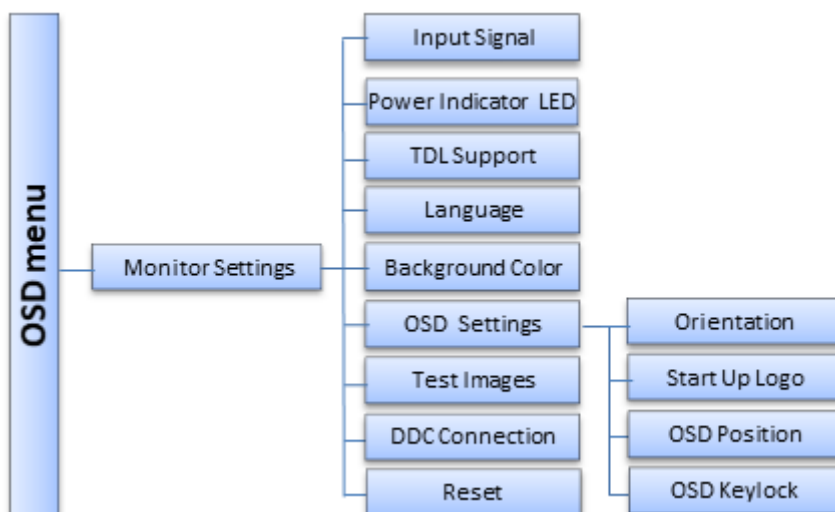 OSD menu
Monitor Settings
Input Signal
Power Indicator LED
TDL Support
Language
Background Color
OSD Settings
Test Images
DDC Connection
Reset
Orientation
Start Up Logo
OSD Position
OSD Keylock